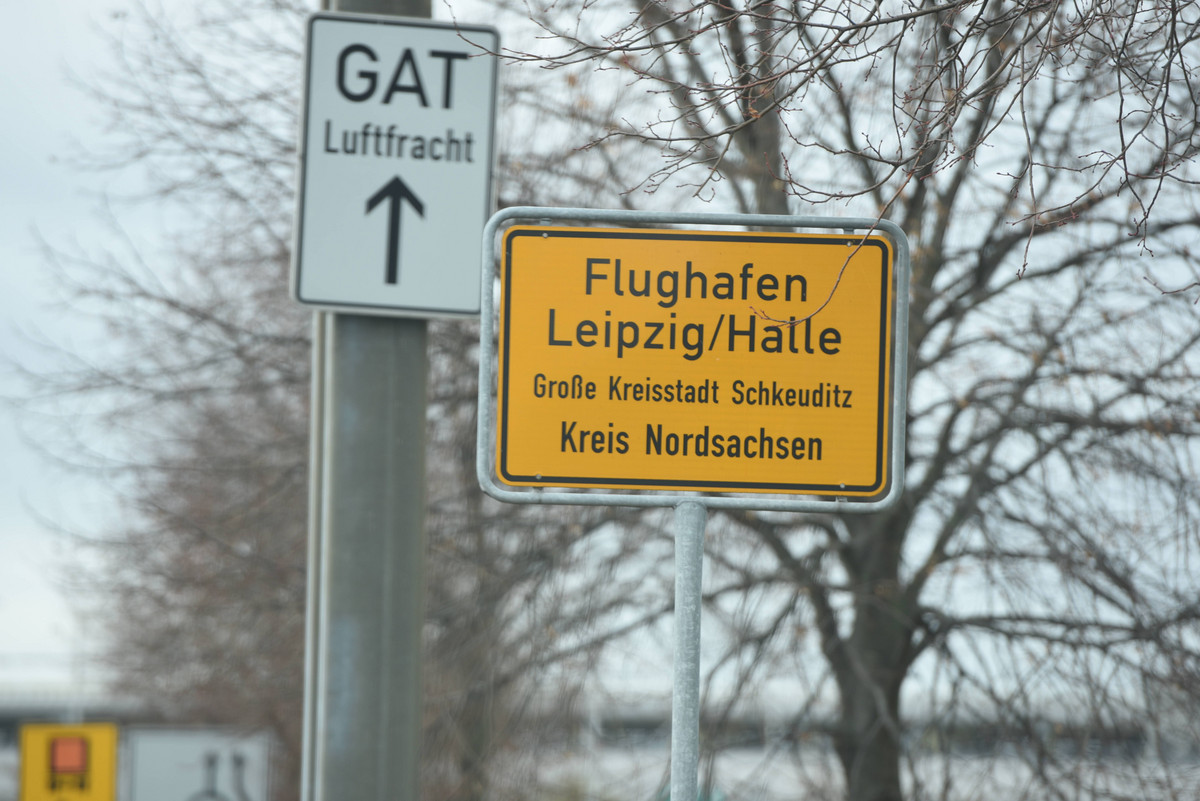 GAT
Luftfracht
Flughafen
Leipzig/Halle
Große Kreisstadt Schkeuditz
Kreis Nordsachsen